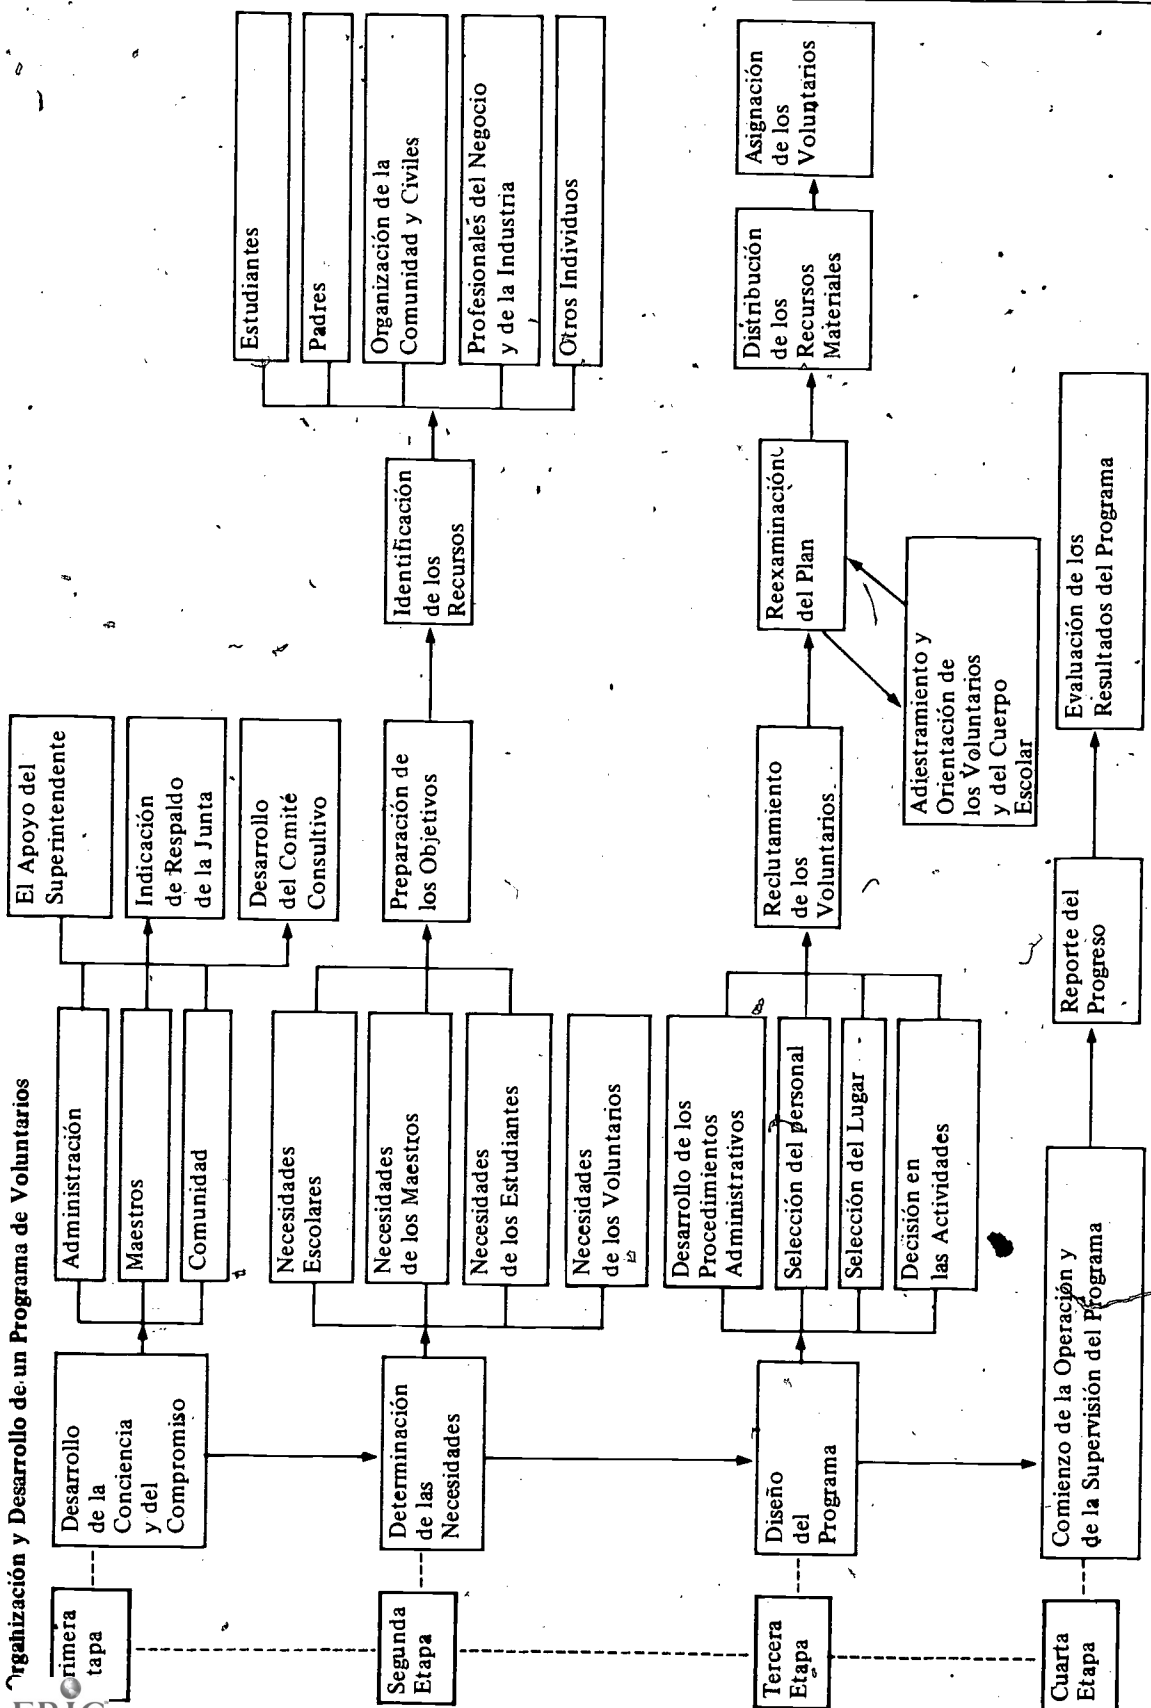 Organización y Desarrollo de un Programa de Voluntarios
Primera
Etapa
Desarrollo
de la
Conciencia
y del
Compromiso
Administración
Maestros
Comunidad
El Apoyo del
Superintendente
Indicación
de Respaldo
de la Junta
Desarrollo
del Comité
Consultivo
Segunda
Etapa
Determinación
de las
Necesidades
Necesidades
Escolares
Necesidades
de los Maestros
Necesidades
de los Estudiantes
Necesidades
de los Voluntarios
Preparación de
los Objetivos
Identificación
de los
Recursos
Estudiantes
Padres
Organización de la
Comunidad y Civiles
Profesionales del Negocio
y de la Industria
Otros Individuos
Tercera
Etapa
Diseño
del
Programa
Desarrollo de los
Procedimientos
Administrativos
Selección del personal
Selección del Lugar
Decisión en
las Actividades
Reclutamiento
de los
Voluntarios
Reexaminación
del Plan
Adiestramiento y
Orientación de
los Voluntarios
y del Cuerpo
Escolar
Distribución
de los
Recursos
Materiales
Asignación
de los
Voluntarios
Cuarta
Etapa
Comienzo de la Operación y
de la Supervisión del Programa
Reporte del
Progreso
Evaluación de los
Resultados del Programa
ERIC